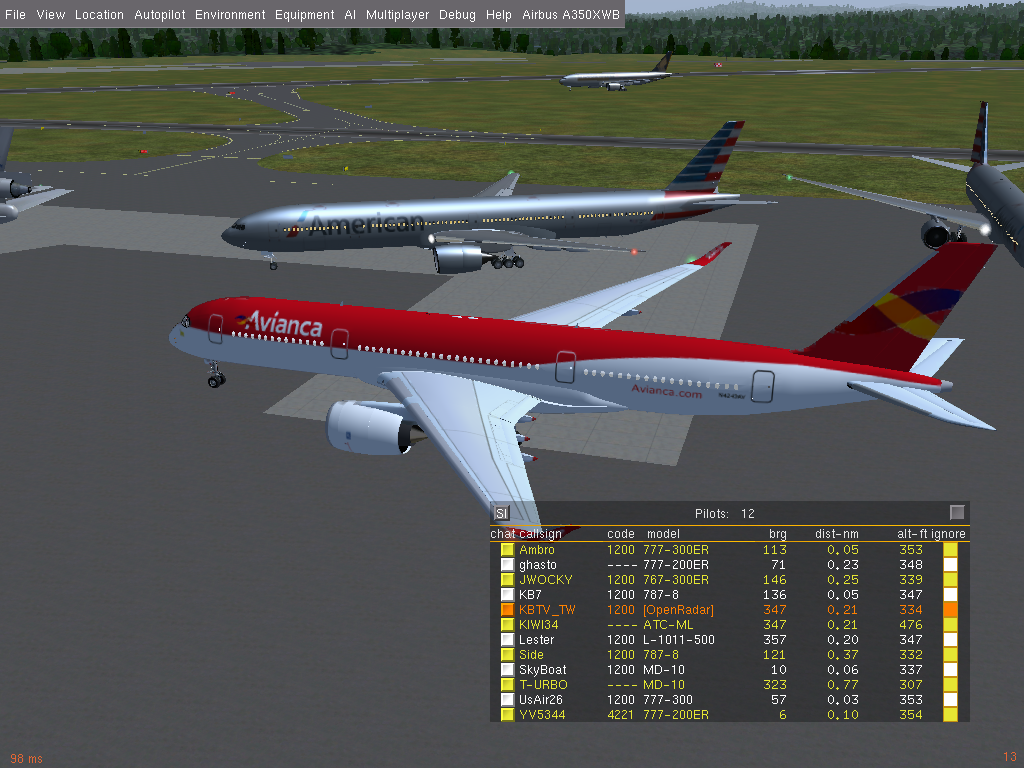 File View Location Autopilot Environment Equipment AI Multiplayer Debug Help Airbus A350XWB
American
Avianca
Avianca.com
SI Pilots: 12
chat callsign code model brg dist-nm alt-ft ignore
Ambro 1200 777-300ER 113 0.05 353
ghasto ---- 777-200ER 71 0.23 348
JWOCKY 1200 767-300ER 146 0.25 339
KB7 1200 787-8 136 0.05 347
KBTV_TW 1200 [OpenRadar] 347 0.21 334
KIWI34 ---- ATC-ML 347 0.21 476
Lester 1200 L-1011-500 357 0.20 347
Side 1200 787-8 121 0.37 332
SkyBoat 1200 MD-10 10 0.06 337
T-URBO ---- MD-10 323 0.77 307
UsAir26 1200 777-300 57 0.03 353
YV5344 4221 777-200ER 6 0.10 354
98 ms 13